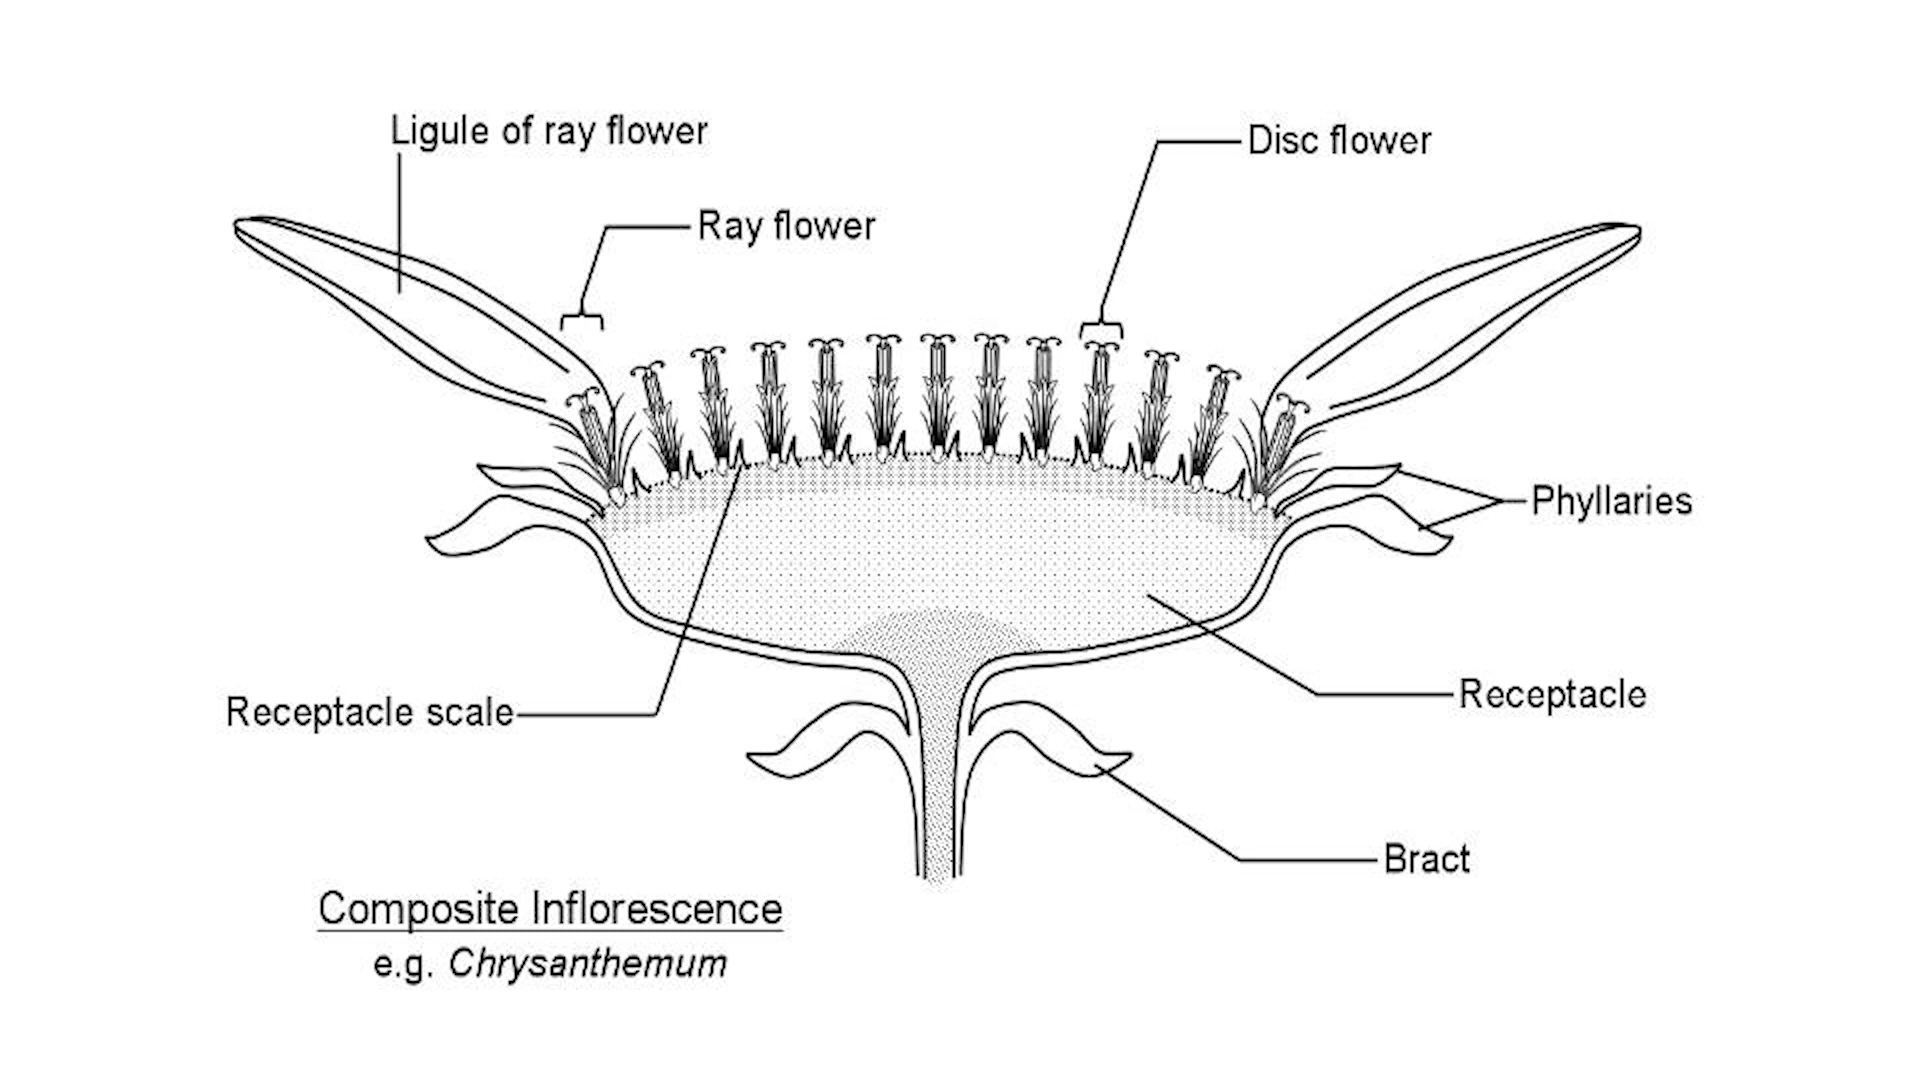 Ligule of ray flower
Disc flower
Ray flower
Phyllaries
Receptacle scale
Receptacle
Bract
Composite Inflorescence
e.g. Chrysanthemum